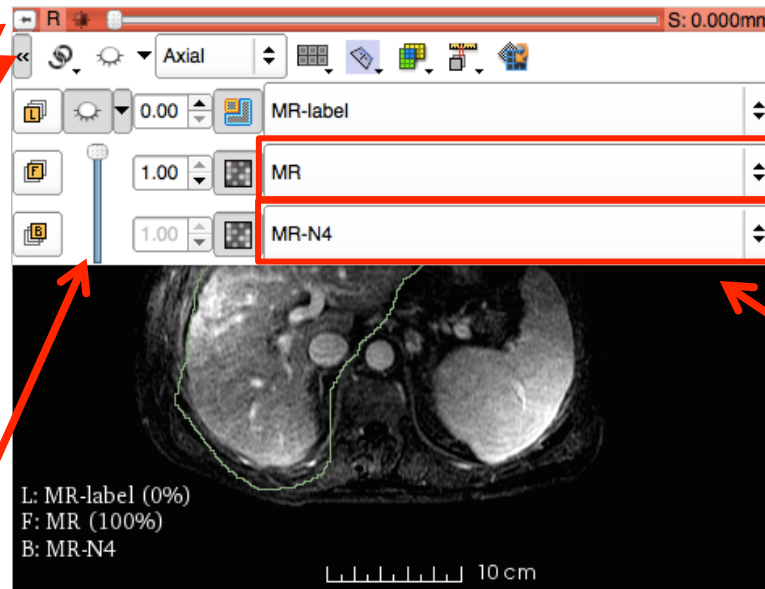 R S: 0.000mm
« Axial
L 0.00 MR-label
F 1.00 MR
B 1.00 MR-N4
L: MR-label (0%)
F: MR (100%)
B: MR-N4
10 cm